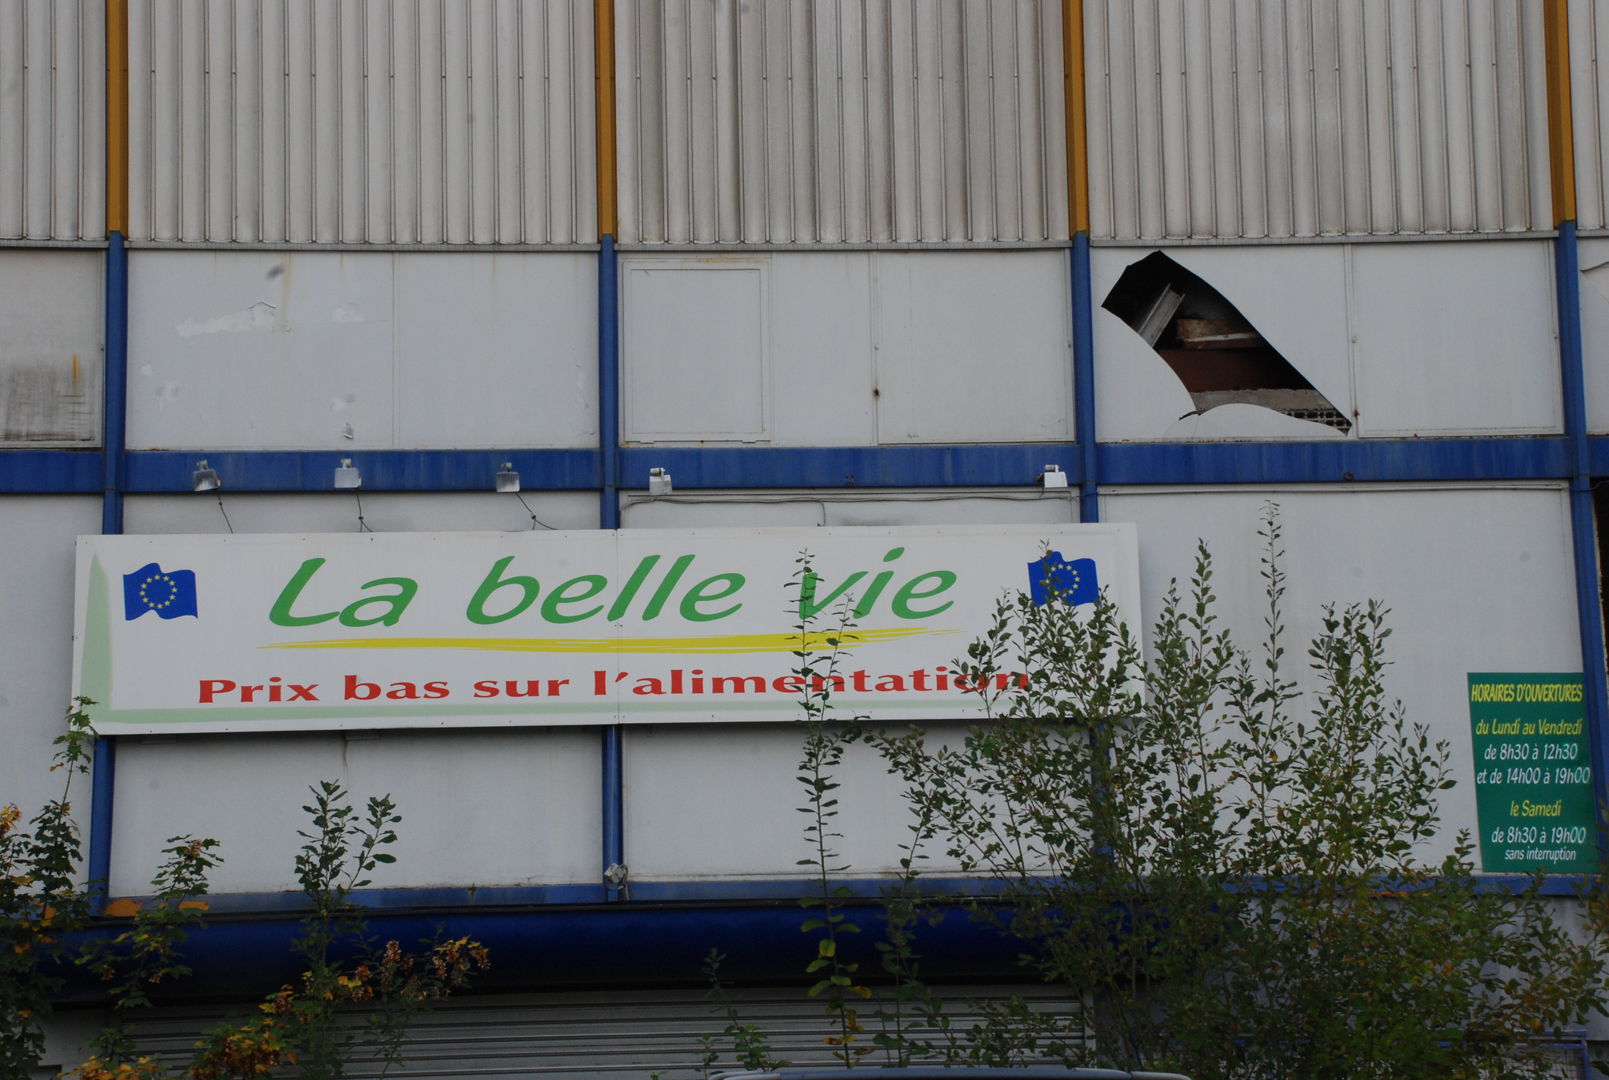 La belle vie
Prix bas sur l'alimentation
HORAIRES D'OUVERTURES
du Lundi au Vendredi
de 8h30 à 12h30
et de 14h00 à 19h00
le Samedi
de 8h30 à 19h00
sans interruption